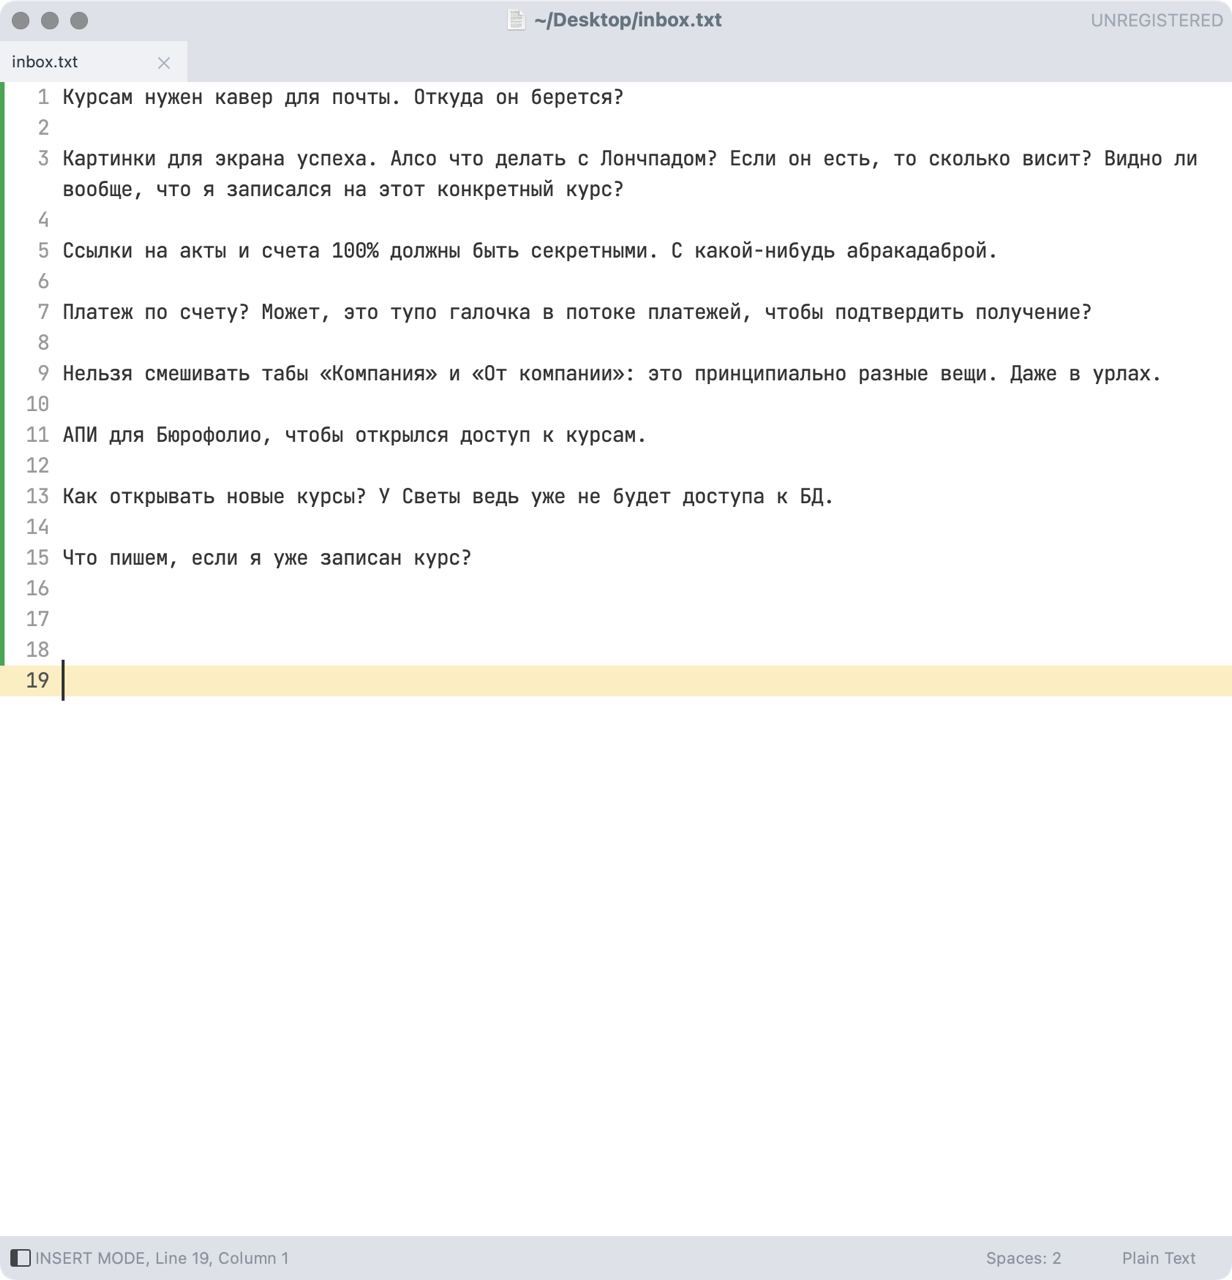 ~/Desktop/inbox.txt
UNREGISTERED
inbox.txt
1 Курсам нужен кавер для почты. Откуда он берется?
2
3 Картинки для экрана успеха. Алсо что делать с Лончпадом? Если он есть, то сколько висит? Видно ли
вообще, что я записался на этот конкретный курс?
4
5 Ссылки на акты и счета 100% должны быть секретными. С какой-нибудь абракадаброй.
6
7 Платеж по счету? Может, это тупо галочка в потоке платежей, чтобы подтвердить получение?
8
9 Нельзя смешивать табы «Компания» и «От компании»: это принципиально разные вещи. Даже в урлах.
10
11 АПИ для Бюрофолио, чтобы открылся доступ к курсам.
12
13 Как открывать новые курсы? У Светы ведь уже не будет доступа к БД.
14
15 Что пишем, если я уже записан курс?
16
17
18
19
INSERT MODE, Line 19, Column 1
Spaces: 2
Plain Text